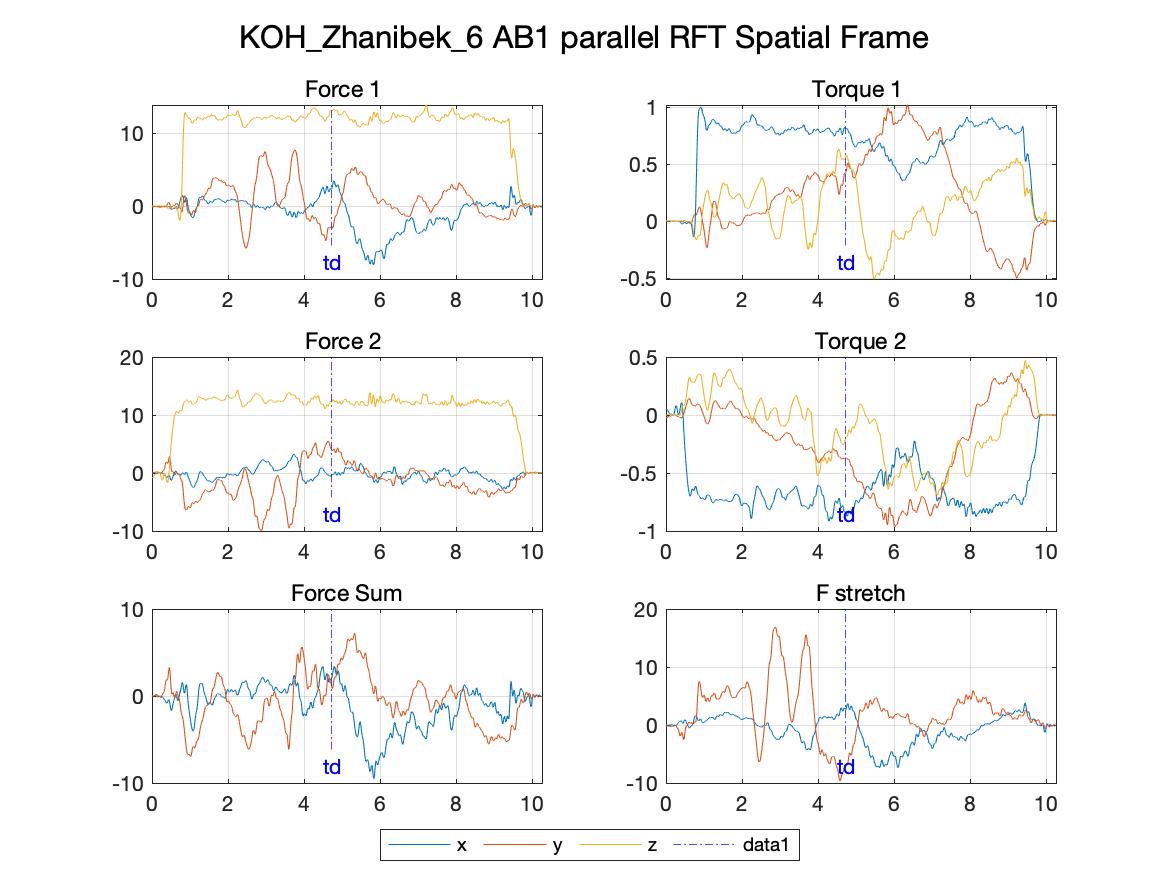 KOH_Zhanibek_6 AB1 parallel RFT Spatial Frame
Force 1
10
0
-10
td
0 2 4 6 8 10
Torque 1
1
0.5
0
-0.5
td
0 2 4 6 8 10
Force 2
20
10
0
-10
td
0 2 4 6 8 10
Torque 2
0.5
0
-0.5
-1
td
0 2 4 6 8 10
Force Sum
10
0
-10
td
0 2 4 6 8 10
F stretch
20
10
0
-10
td
0 2 4 6 8 10
x y z data1